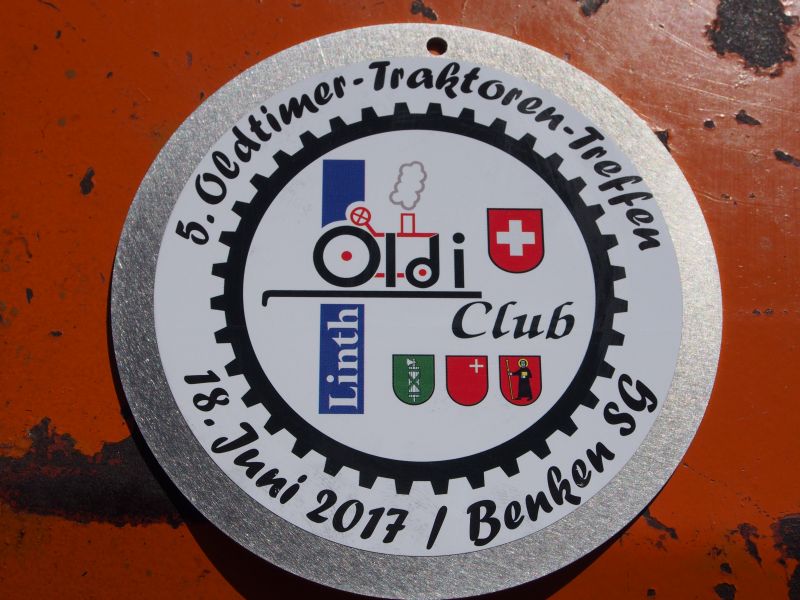 5. Oldtimer-Traktoren-Treffen
Oldi
Club
Linth
18. Juni 2017 / Benken SG